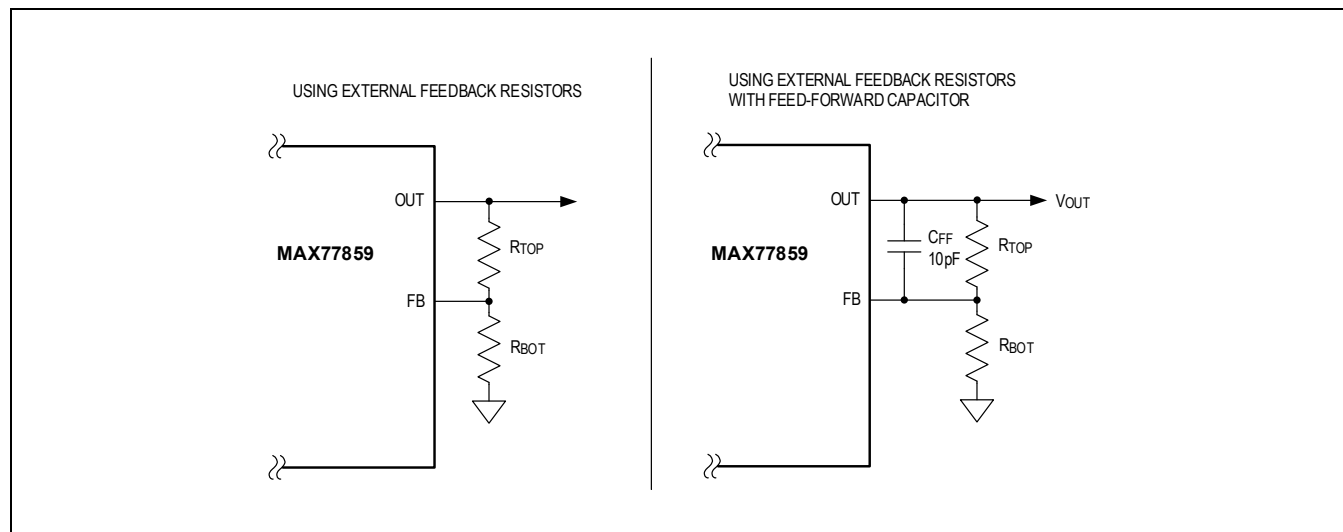 USING EXTERNAL FEEDBACK RESISTORS
OUT
RTOP
MAX77859
FB
RBOT
USING EXTERNAL FEEDBACK RESISTORS
WITH FEED-FORWARD CAPACITOR
OUT
VOUT
CFF
10pF
RTOP
MAX77859
FB
RBOT